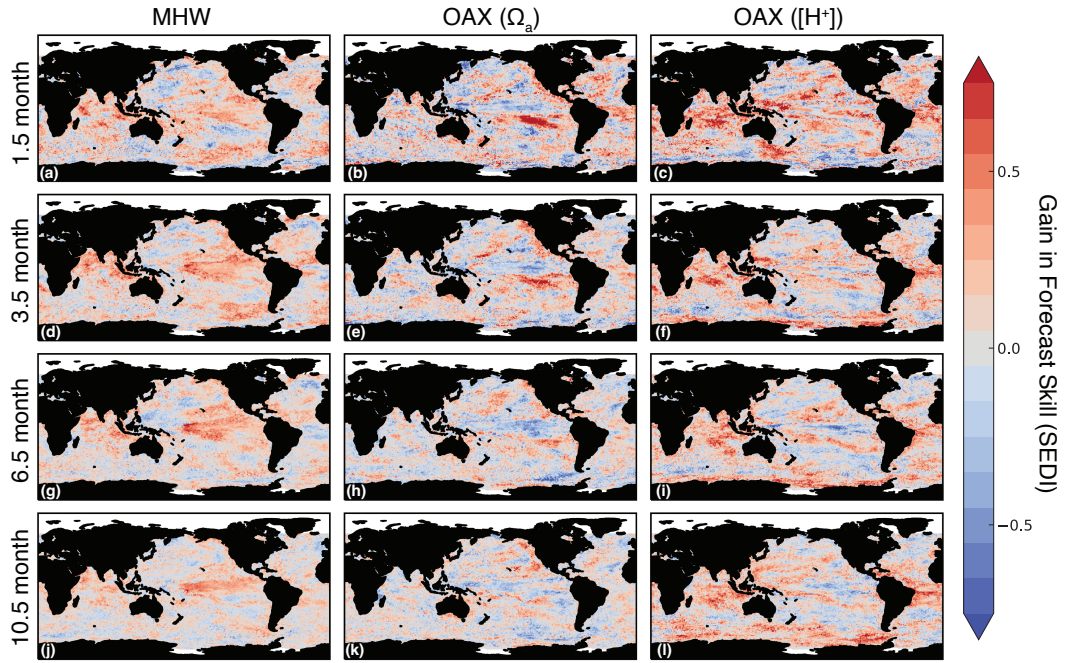 MHW
OAX (Ωₐ)
OAX ([H⁺])
1.5 month
(a)
(b)
(c)
3.5 month
(d)
(e)
(f)
6.5 month
(g)
(h)
(i)
10.5 month
(j)
(k)
(l)
0.5
0.0
−0.5
Gain in Forecast Skill (SEDI)